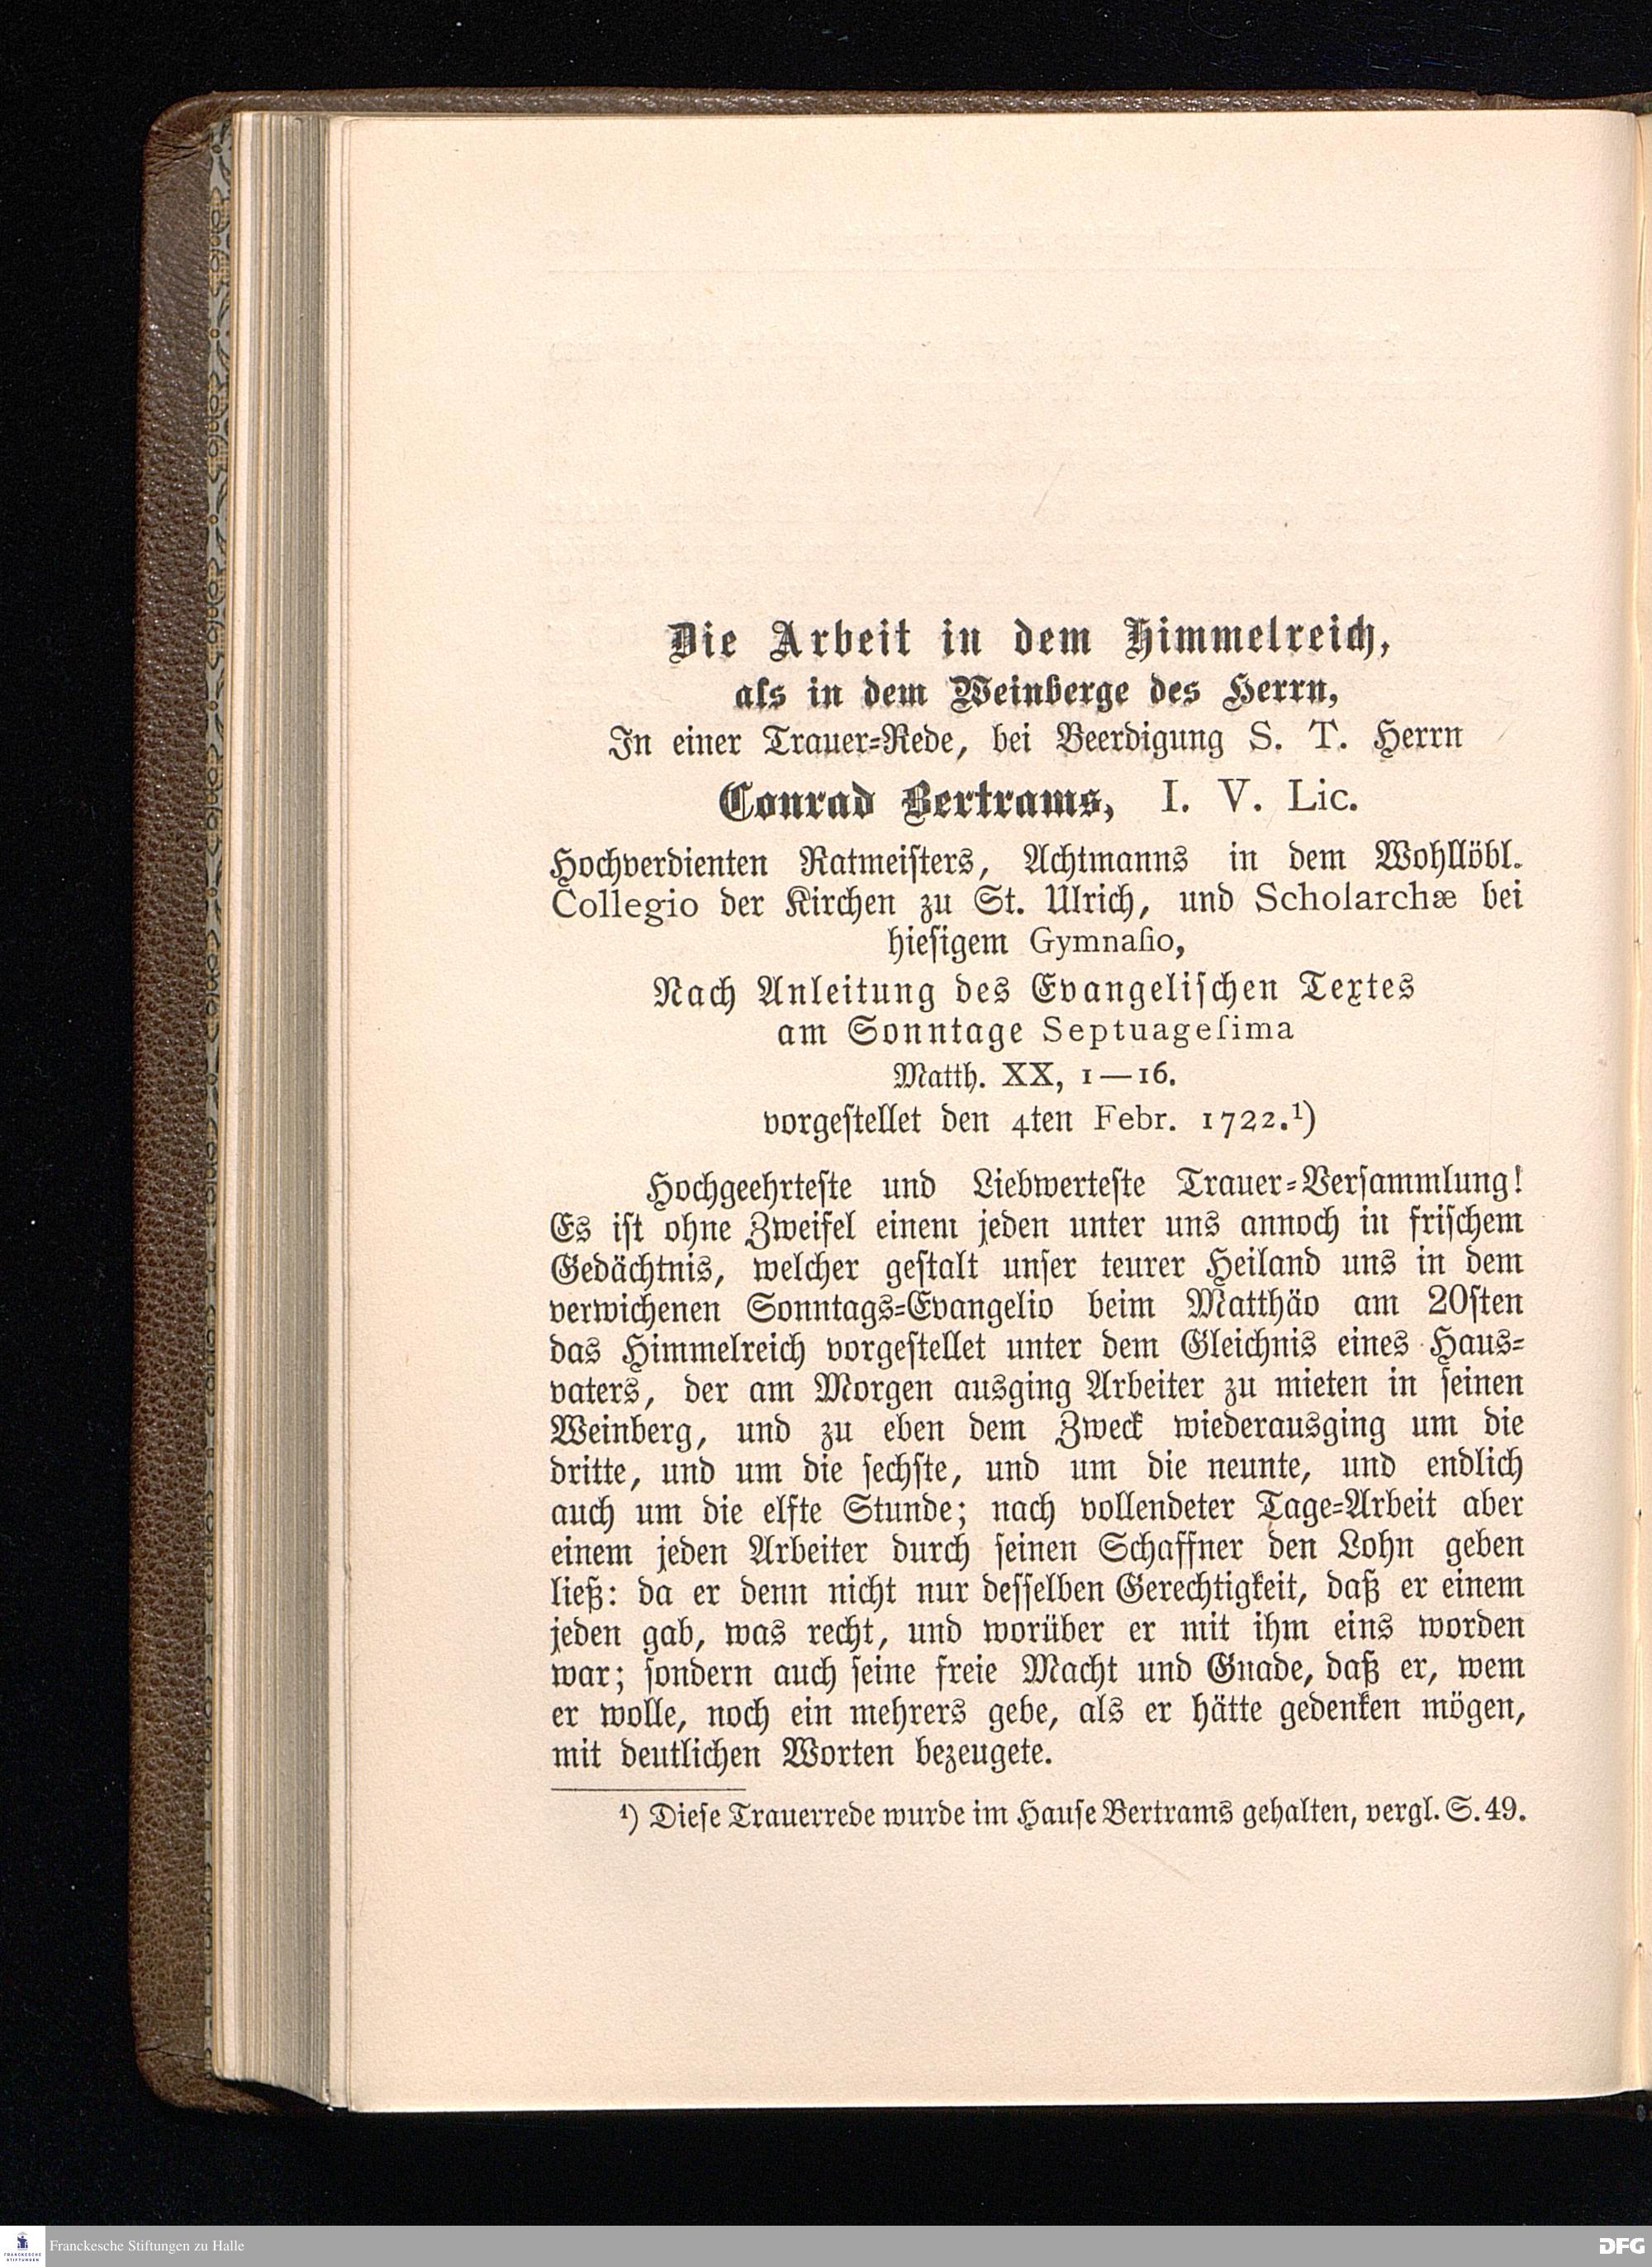 Die Arbeit in dem Himmelreich,
als in dem Weinberge des Herrn,
In einer Trauer-Rede, bei Beerdigung S. T. Herrn
Conrad Bertrams, I. V. Lic.
Hochverdienten Ratmeisters, Achtmanns in dem Wohllöbl.
Collegio der Kirchen zu St. Ulrich, und Scholarchæ bei
hiesigem Gymnaſio,
Nach Anleitung des Evangelischen Textes
am Sonntage Septuageſima
Matth. XX, 1—16.
vorgestellet den 4ten Febr. 1722.¹)
Hochgeehrteste und Liebwerteste Trauer-Versammlung!
Es ist ohne Zweifel einem jeden unter uns annoch in frischem
Gedächtnis, welcher gestalt unser teurer Heiland uns in dem
verwichenen Sonntags-Evangelio beim Matthäo am 20sten
das Himmelreich vorgestellet unter dem Gleichnis eines Haus-
vaters, der am Morgen ausging Arbeiter zu mieten in seinen
Weinberg, und zu eben dem Zweck wiederausging um die
dritte, und um die sechste, und um die neunte, und endlich
auch um die elfte Stunde; nach vollendeter Tage-Arbeit aber
einem jeden Arbeiter durch seinen Schaffner den Lohn geben
ließ: da er denn nicht nur desselben Gerechtigkeit, daß er einem
jeden gab, was recht, und worüber er mit ihm eins worden
war; sondern auch seine freie Macht und Gnade, daß er, wem
er wolle, noch ein mehrers gebe, als er hätte gedenken mögen,
mit deutlichen Worten bezeugete.
¹) Diese Trauerrede wurde im Hause Bertrams gehalten, vergl. S. 49.
FRANCKESCHE
STIFTUNGEN
Franckesche Stiftungen zu Halle
DFG